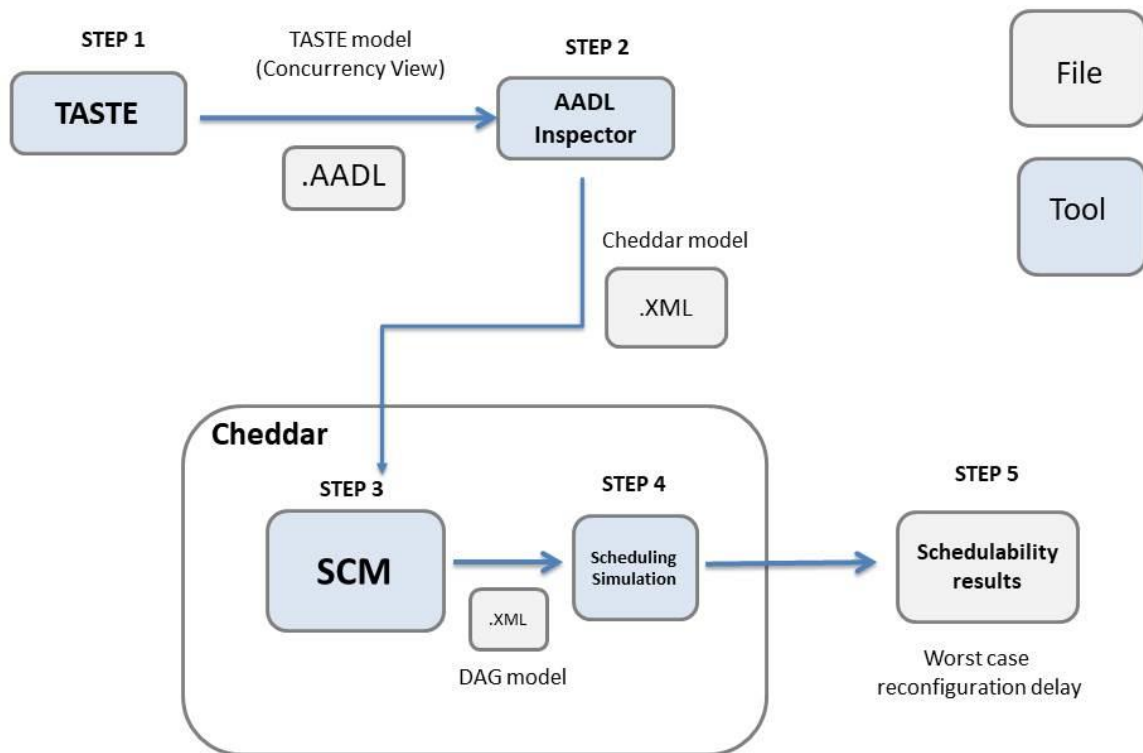 STEP 1
TASTE model
(Concurrency View)
STEP 2
File
TASTE
AADL
Inspector
.AADL
Tool
Cheddar model
.XML
Cheddar
STEP 3
STEP 4
STEP 5
SCM
Scheduling
Simulation
Schedulability
results
.XML
DAG model
Worst case
reconfiguration delay